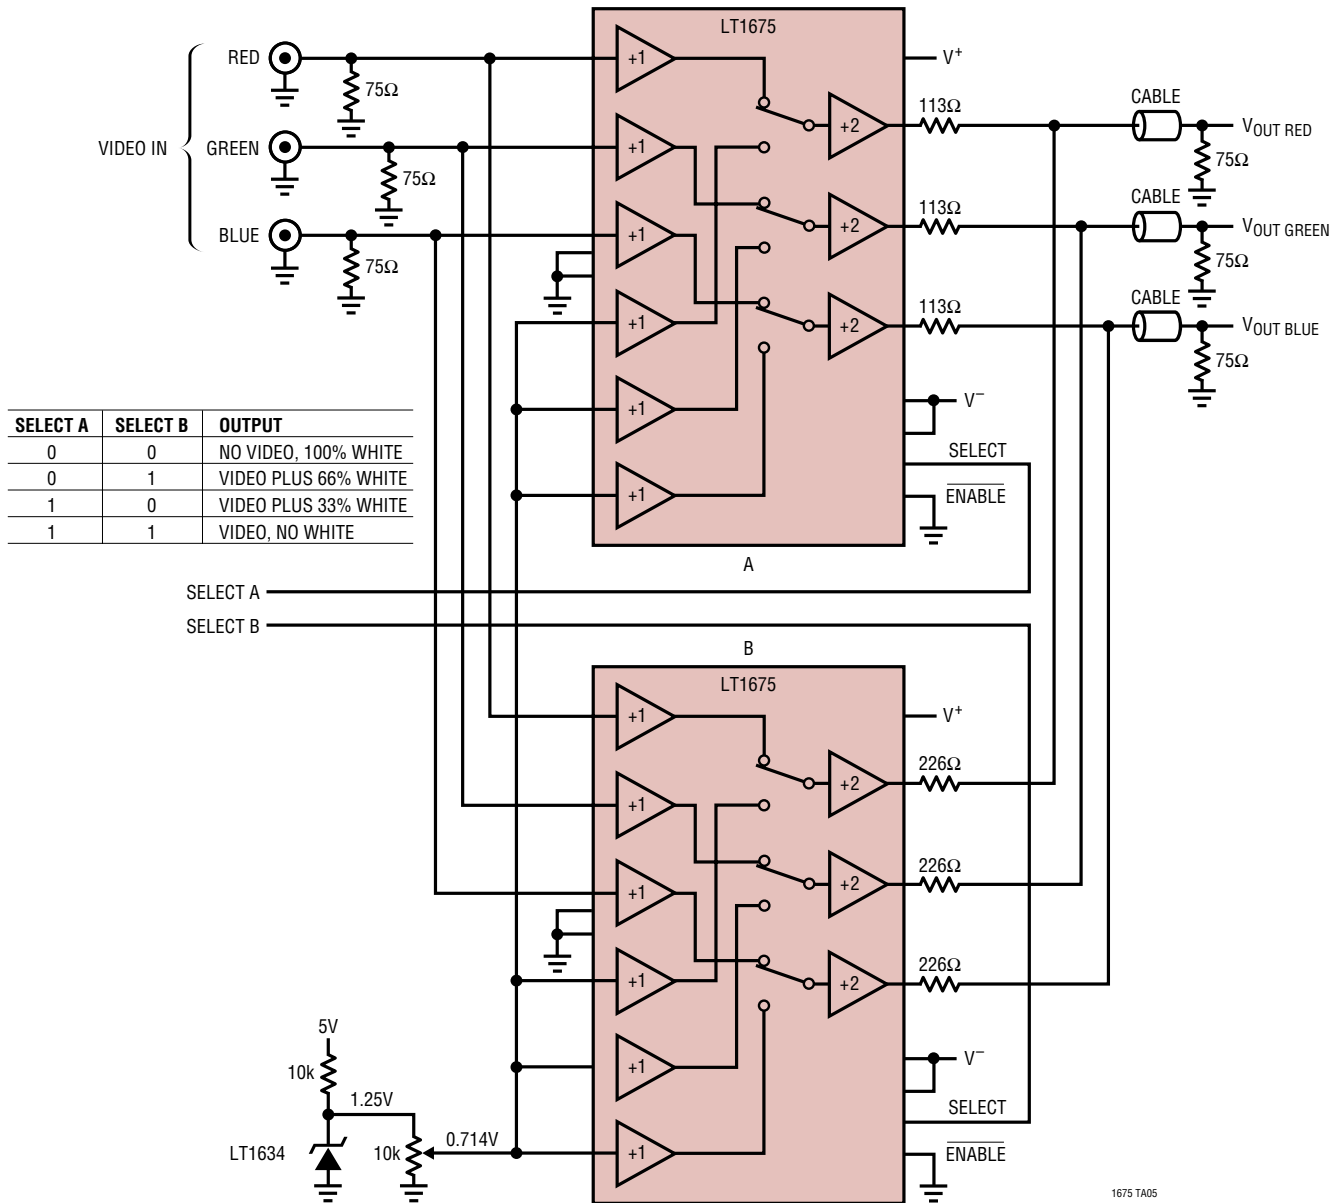 LT1675
RED
+1
V+
75Ω
CABLE
113Ω
+2
VOUT RED
VIDEO IN
GREEN
+1
75Ω
75Ω
CABLE
113Ω
+2
VOUT GREEN
BLUE
+1
75Ω
75Ω
CABLE
113Ω
+1
+2
VOUT BLUE
75Ω
+1
V−
SELECT A SELECT B OUTPUT
0 0 NO VIDEO, 100% WHITE
0 1 VIDEO PLUS 66% WHITE
1 0 VIDEO PLUS 33% WHITE
1 1 VIDEO, NO WHITE
SELECT
+1
ENABLE
A
SELECT A
SELECT B
B
LT1675
+1
V+
226Ω
+2
+1
226Ω
+2
+1
226Ω
+1
+2
5V
10k
+1
V−
1.25V
SELECT
LT1634
10k
0.714V
+1
ENABLE
1675 TA05